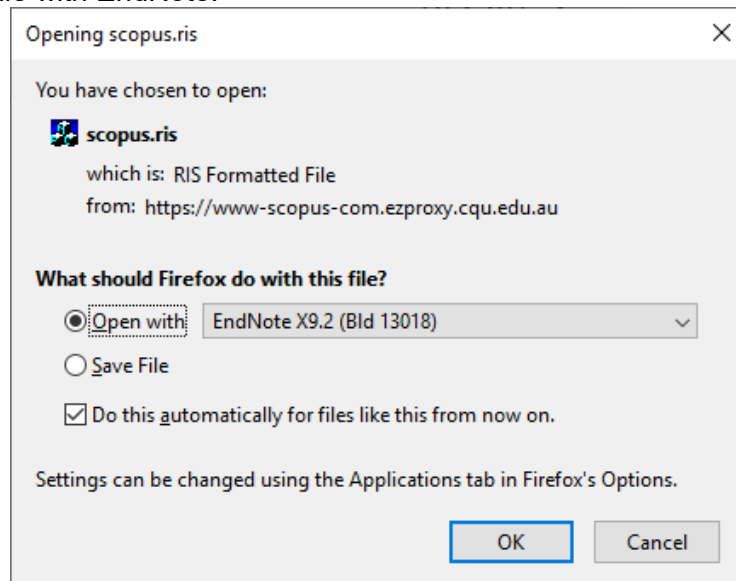 with EndNote.
Opening scopus.ris
You have chosen to open:
scopus.ris
which is: RIS Formatted File
from: https://www-scopus-com.ezproxy.cqu.edu.au
What should Firefox do with this file?
Open with EndNote X9.2 (Bld 13018)
Save File
Do this automatically for files like this from now on.
Settings can be changed using the Applications tab in Firefox's Options.
OK Cancel